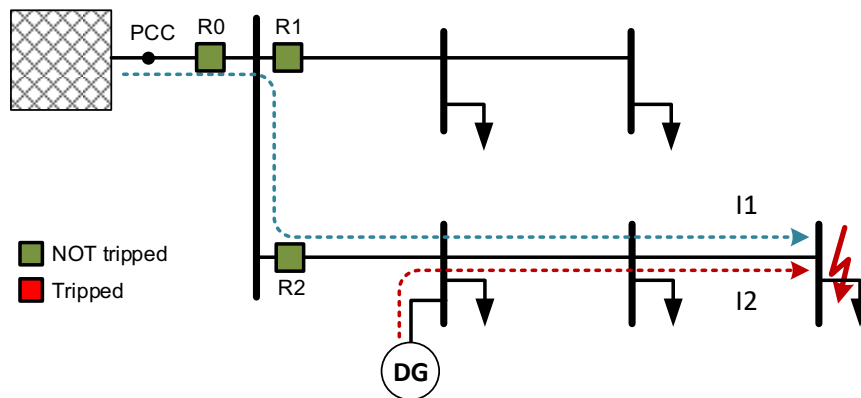 PCC
R0
R1
I1
NOT tripped
Tripped
R2
I2
DG